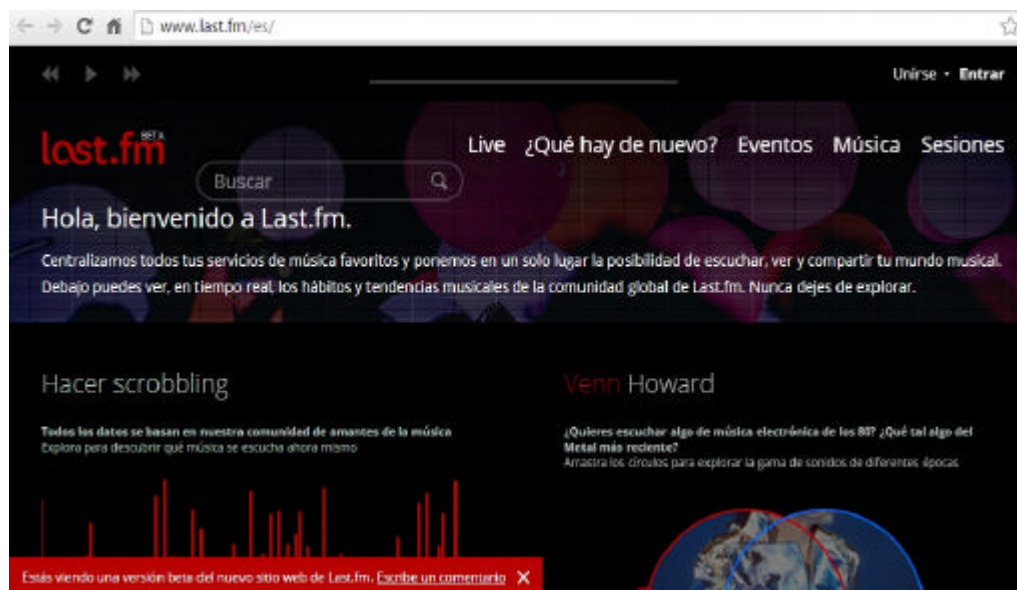 www.last.fm/es/
Unirse • Entrar
last.fm BETA
Live ¿Qué hay de nuevo? Eventos Música Sesiones
Buscar
Hola, bienvenido a Last.fm.
Centralizamos todos tus servicios de música favoritos y ponemos en un solo lugar la posibilidad de escuchar, ver y compartir tu mundo musical.
Debajo puedes ver, en tiempo real, los hábitos y tendencias musicales de la comunidad global de Last.fm. Nunca dejes de explorar.
Hacer scrobbling
Todos los datos se basan en nuestra comunidad de amantes de la música
Explora para descubrir qué música se escucha ahora mismo
Venn Howard
¿Quieres escuchar algo de música electrónica de los 80? ¿Qué tal algo del
Metal más reciente?
Arrastra los círculos para explorar la gama de sonidos de diferentes épocas
Estás viendo una versión beta del nuevo sitio web de Last.fm. Escribe un comentario X